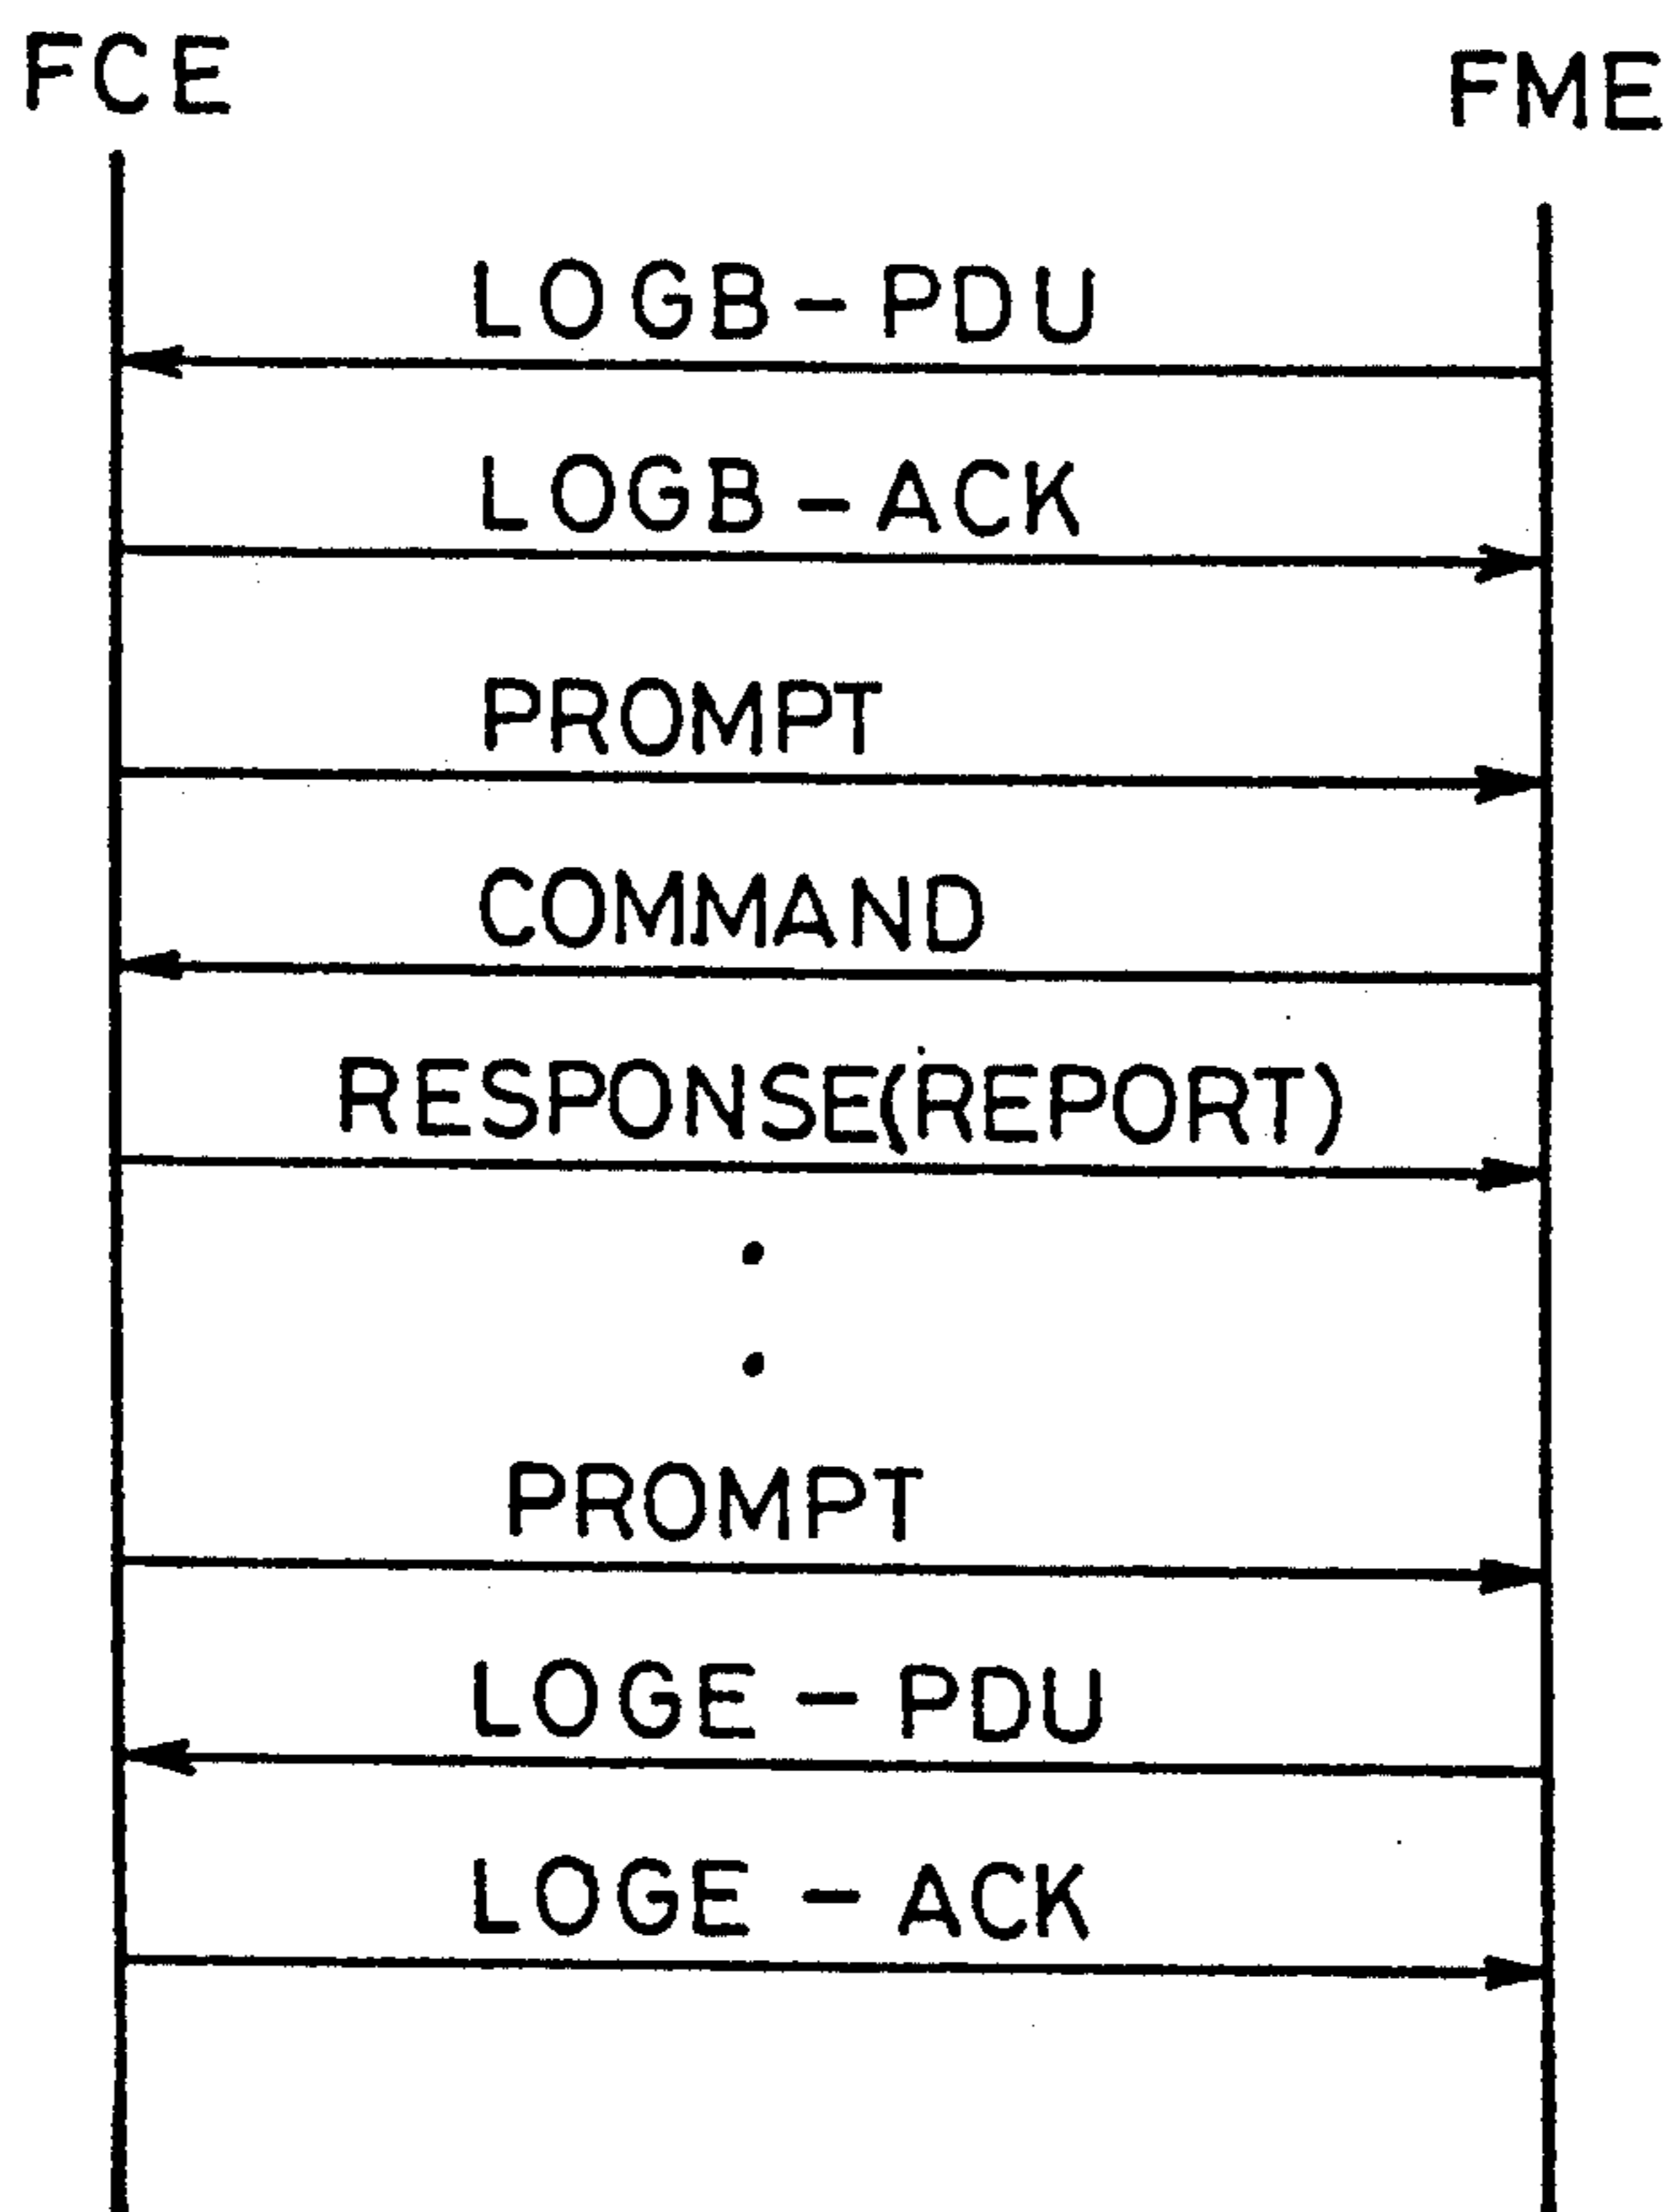 FCE
FME
LOGB-PDU
LOGB-ACK
PROMPT
COMMAND
RESPONSE(REPORT)
PROMPT
LOGE-PDU
LOGE-ACK